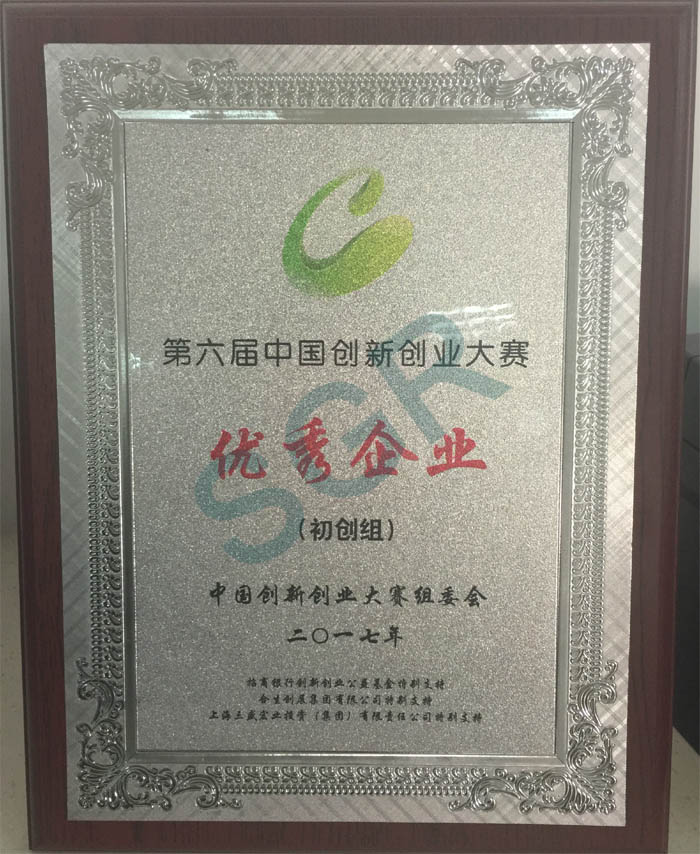 第六届中国创新创业大赛
SGR
优秀企业
（初创组）
中国创新创业大赛组委会
二〇一七年
招商银行创新创业公益基金特别支持
合生创展集团有限公司特别支持
上海三盛宏业投资（集团）有限责任公司特别支持